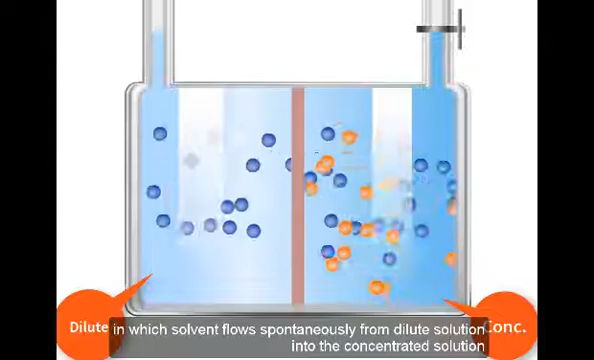 Dilute
Conc.
in which solvent flows spontaneously from dilute solution
into the concentrated solution